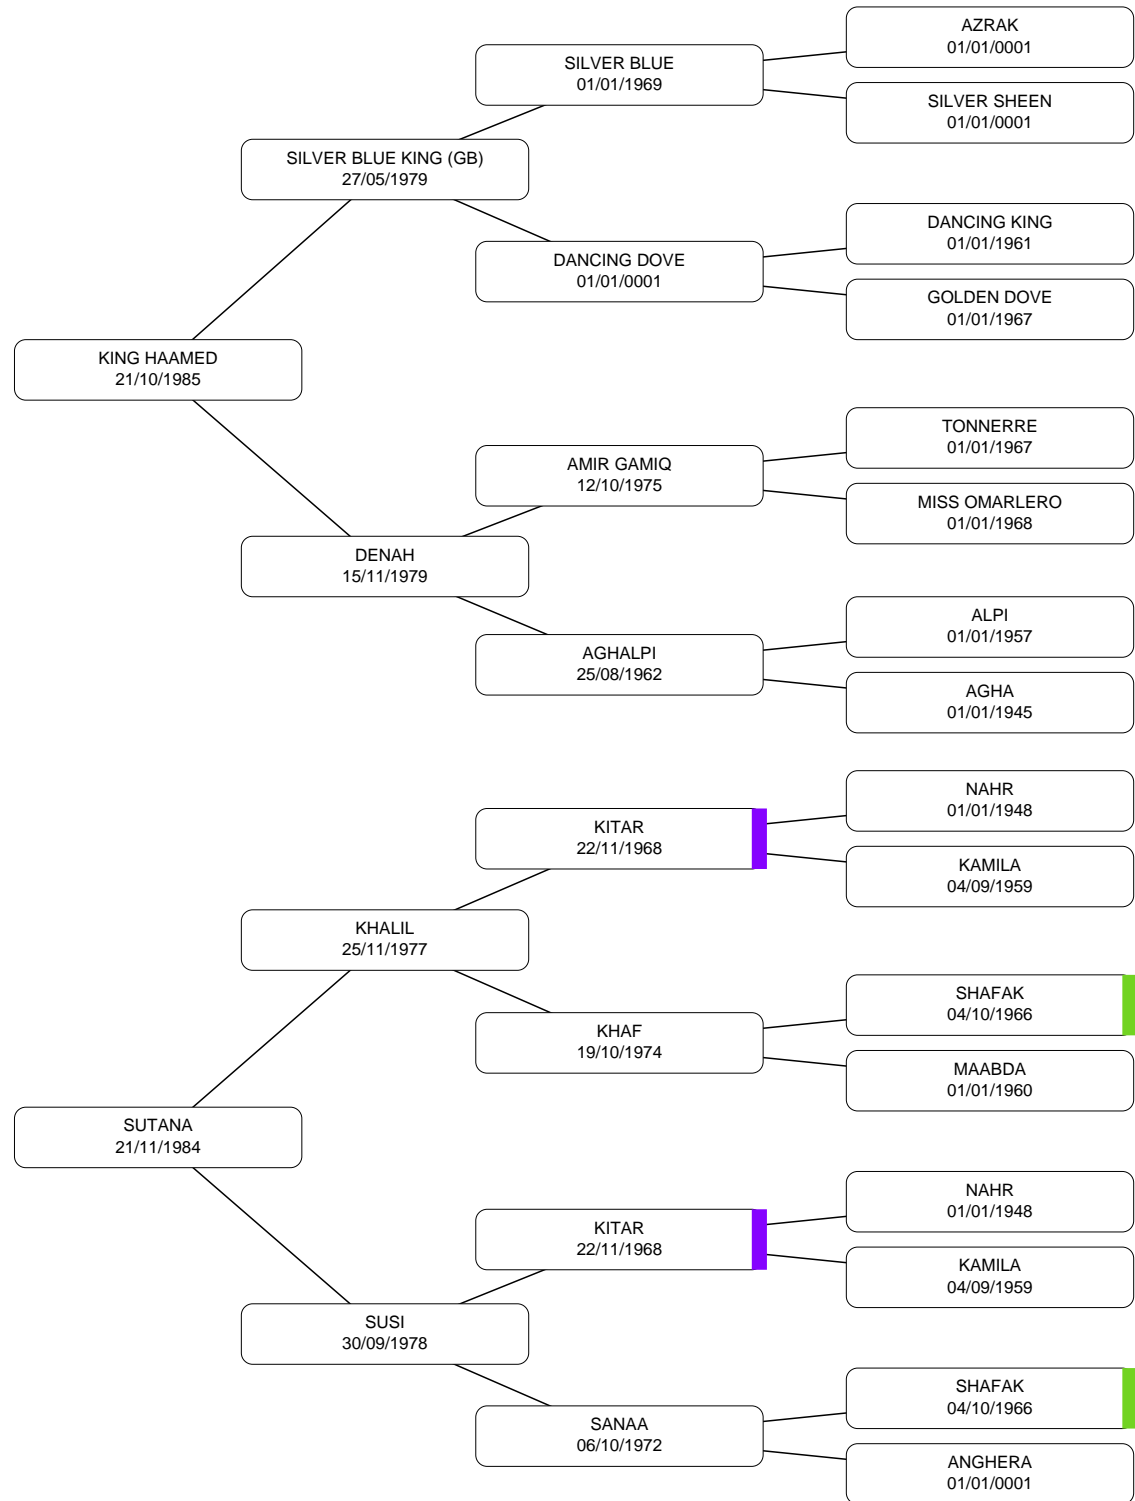 AZRAK
01/01/0001
SILVER BLUE
01/01/1969
SILVER SHEEN
01/01/0001
SILVER BLUE KING (GB)
27/05/1979
DANCING KING
01/01/1961
DANCING DOVE
01/01/0001
GOLDEN DOVE
01/01/1967
KING HAAMED
21/10/1985
TONNERRE
01/01/1967
AMIR GAMIQ
12/10/1975
MISS OMARLERO
01/01/1968
DENAH
15/11/1979
ALPI
01/01/1957
AGHALPI
25/08/1962
AGHA
01/01/1945
NAHR
01/01/1948
KITAR
22/11/1968
KAMILA
04/09/1959
KHALIL
25/11/1977
SHAFAK
04/10/1966
KHAF
19/10/1974
MAABDA
01/01/1960
SUTANA
21/11/1984
NAHR
01/01/1948
KITAR
22/11/1968
KAMILA
04/09/1959
SUSI
30/09/1978
SHAFAK
04/10/1966
SANAA
06/10/1972
ANGHERA
01/01/0001